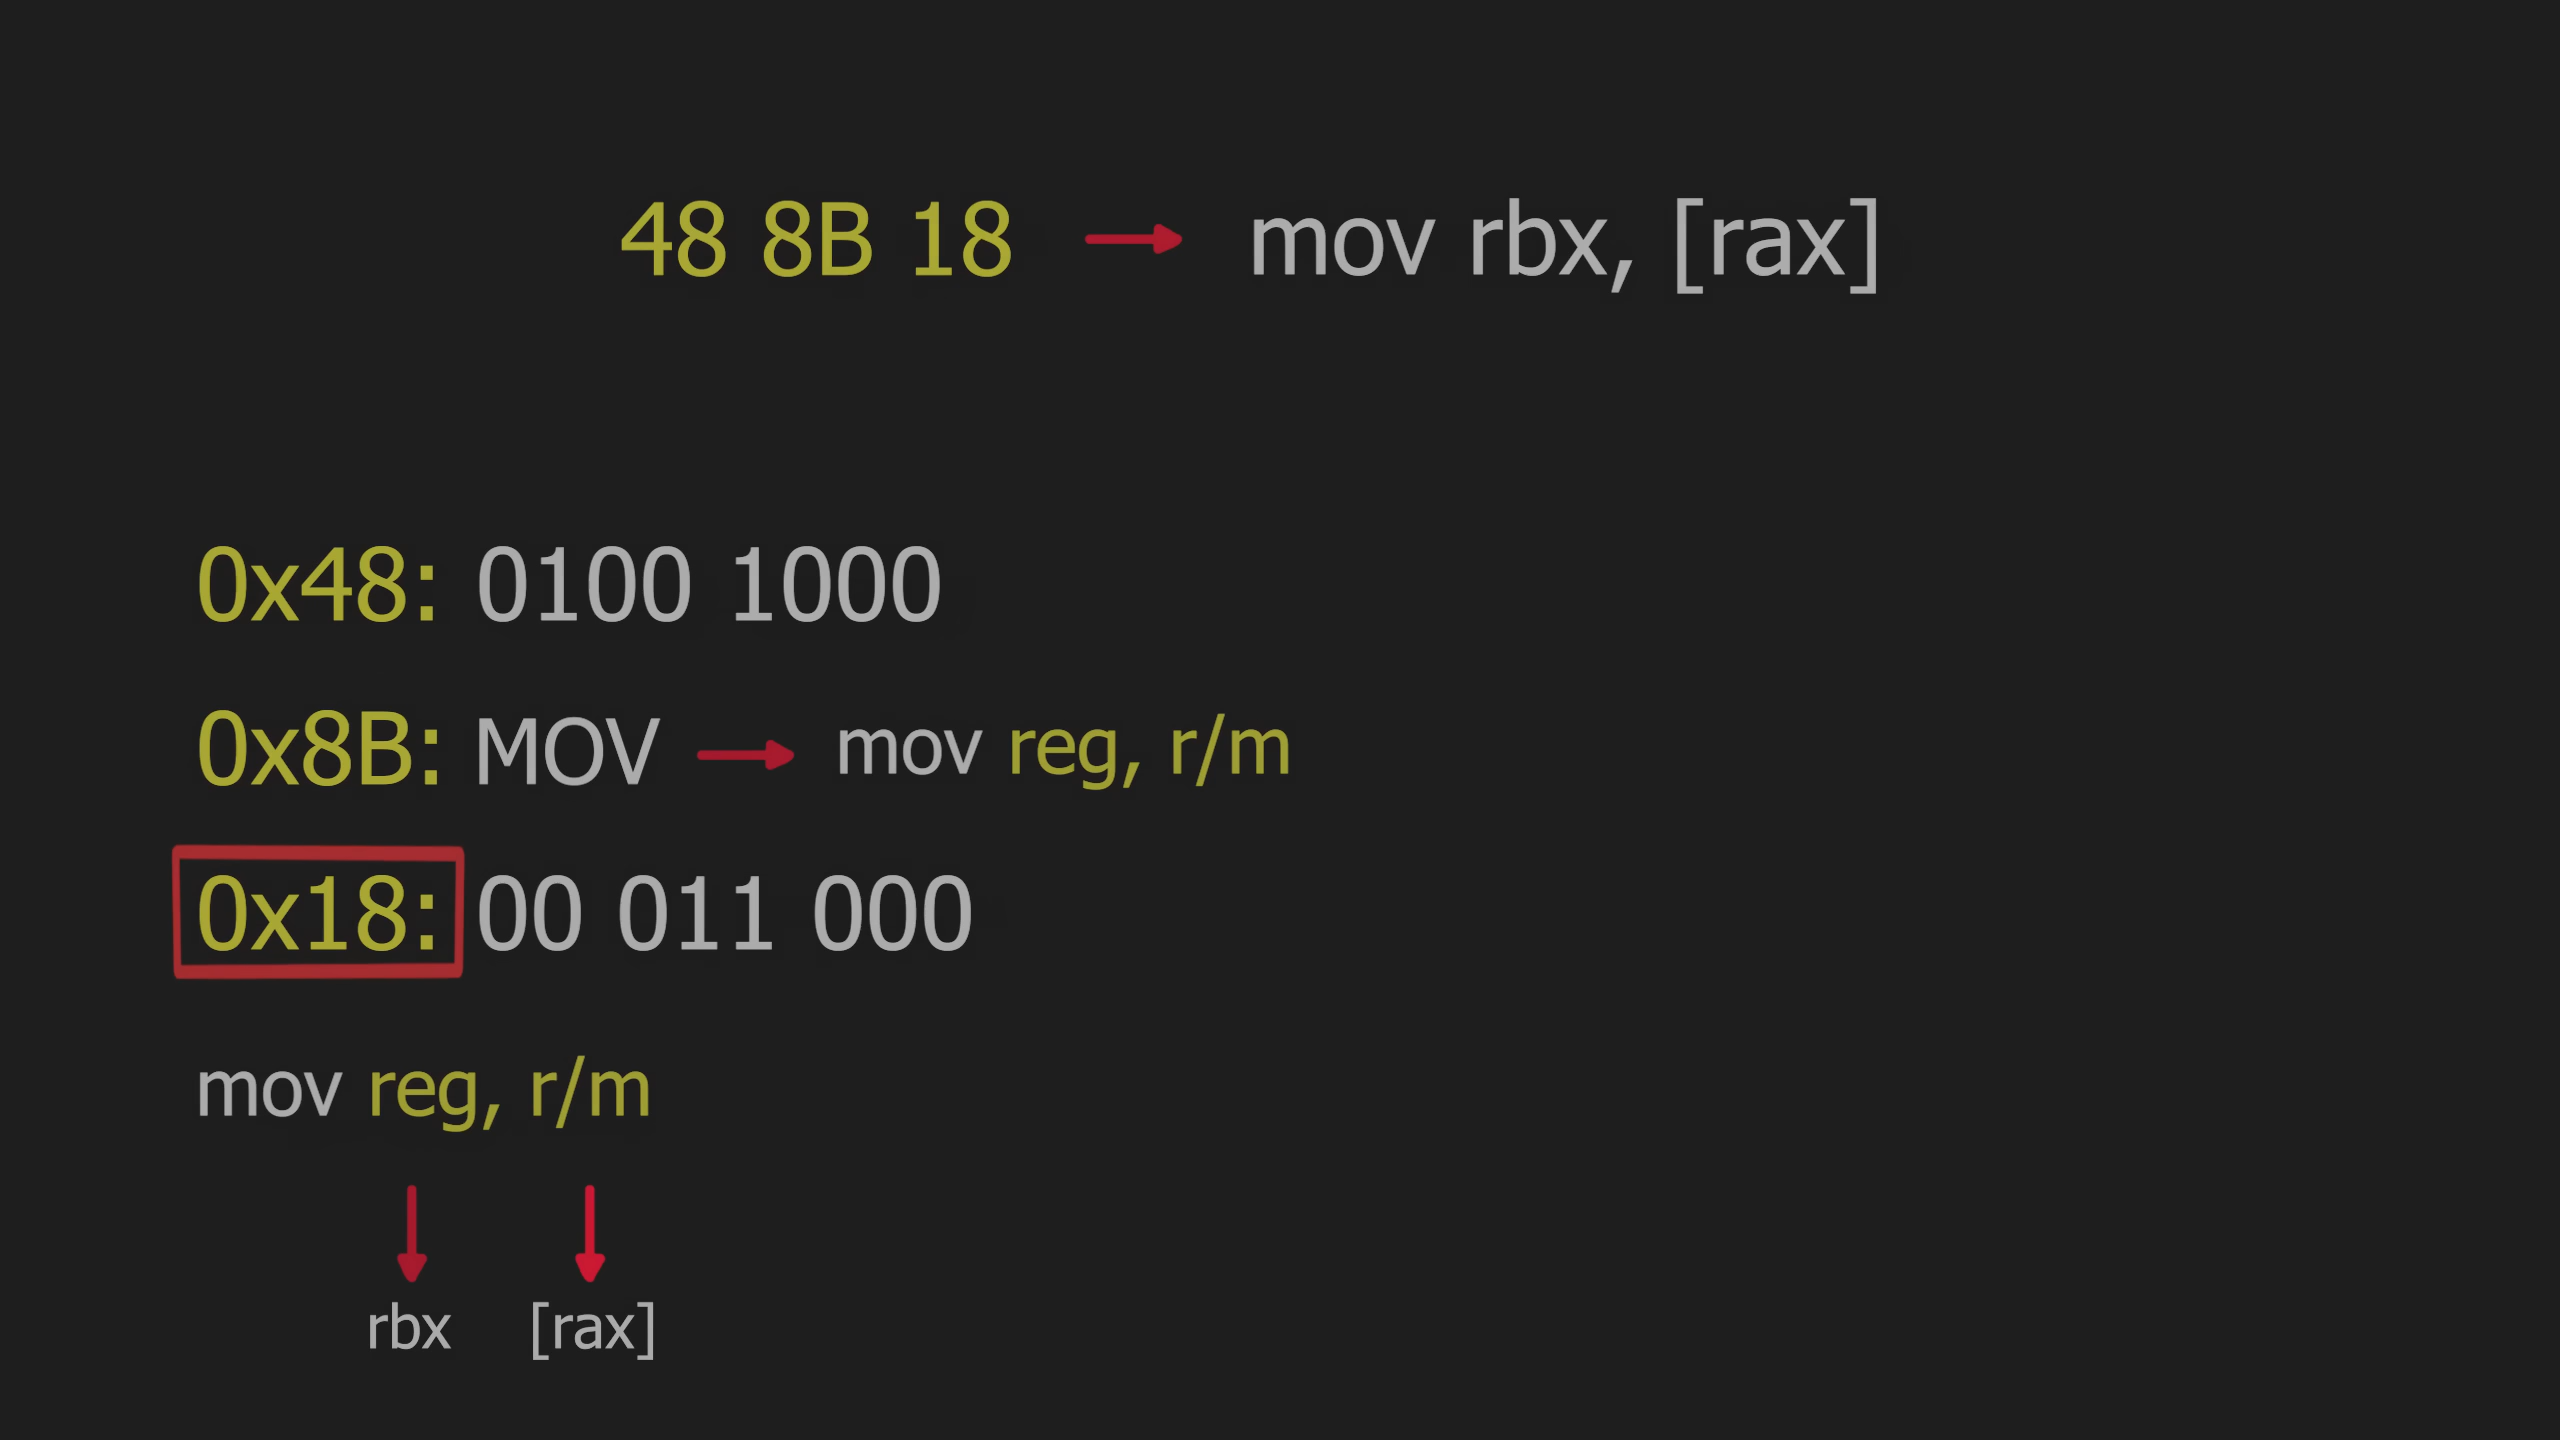 48 8B 18 → mov rbx, [rax]
0x48: 0100 1000
0x8B: MOV → mov reg, r/m
0x18: 00 011 000
mov reg, r/m
rbx [rax]